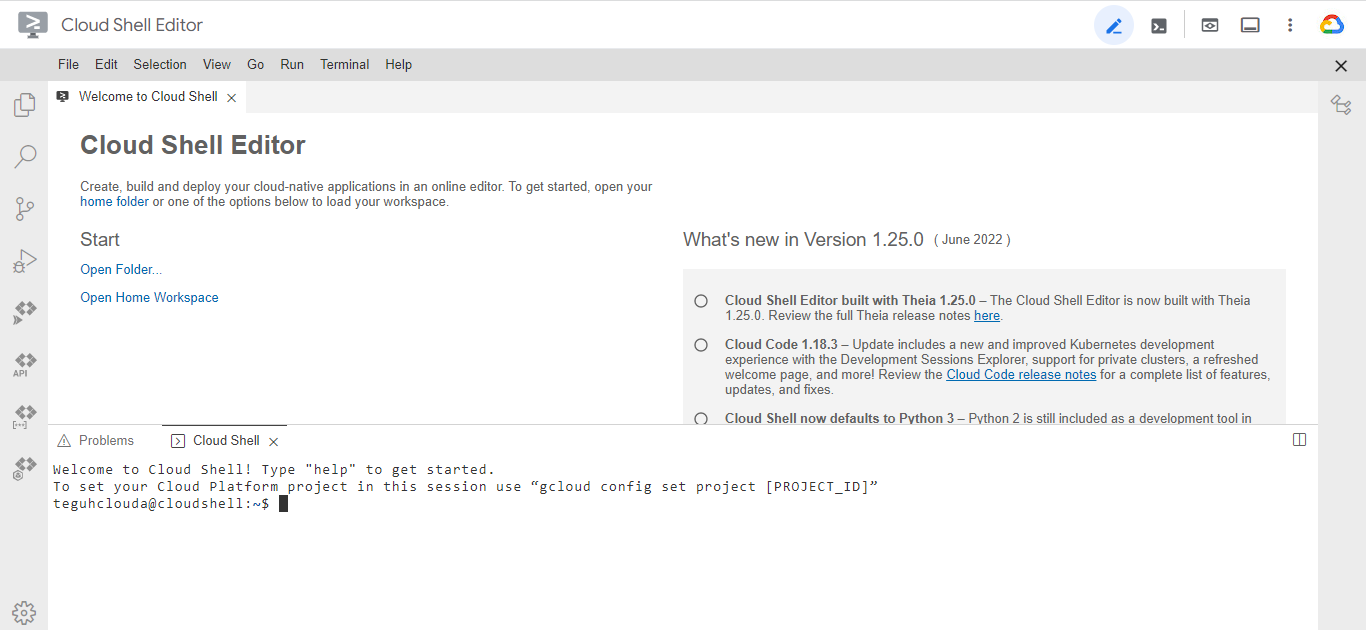 Cloud Shell Editor
File Edit Selection View Go Run Terminal Help
Welcome to Cloud Shell
Cloud Shell Editor
Create, build and deploy your cloud-native applications in an online editor. To get started, open your
home folder or one of the options below to load your workspace.
Start
Open Folder...
Open Home Workspace
What's new in Version 1.25.0 ( June 2022 )
Cloud Shell Editor built with Theia 1.25.0 – The Cloud Shell Editor is now built with Theia
1.25.0. Review the full Theia release notes here.
Cloud Code 1.18.3 – Update includes a new and improved Kubernetes development
experience with the Development Sessions Explorer, support for private clusters, a refreshed
welcome page, and more! Review the Cloud Code release notes for a complete list of features,
updates, and fixes.
Cloud Shell now defaults to Python 3 – Python 2 is still included as a development tool in
API
Problems Cloud Shell
Welcome to Cloud Shell! Type "help" to get started.
To set your Cloud Platform project in this session use “gcloud config set project [PROJECT_ID]”
teguhclouda@cloudshell:~$